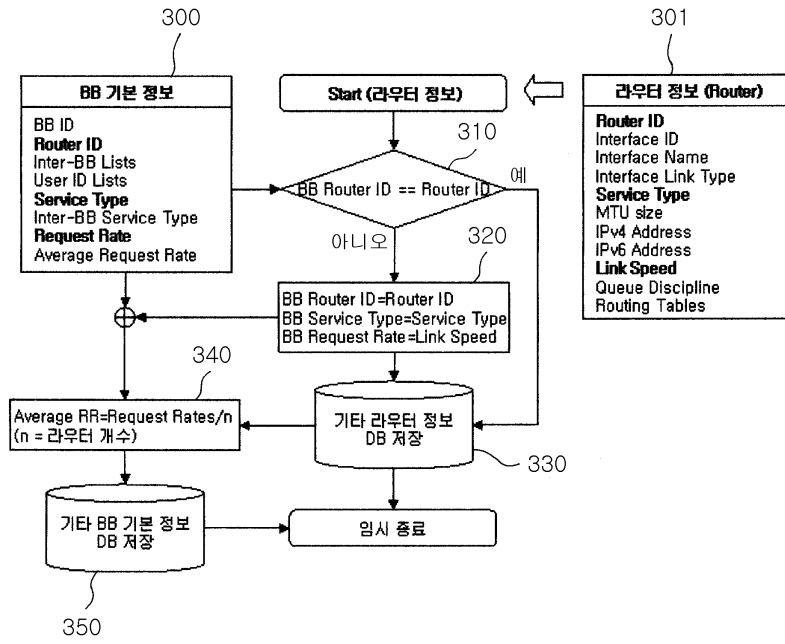 300
301
BB 기본 정보
BB ID
Router ID
Inter-BB Lists
User ID Lists
Service Type
Inter-BB Service Type
Request Rate
Average Request Rate
Start (라우터 정보)
라우터 정보 (Router)
Router ID
Interface ID
Interface Name
Interface Link Type
Service Type
MTU size
IPv4 Address
IPv6 Address
Link Speed
Queue Discipline
Routing Tables
310
BB Router ID == Router ID
예
아니오
320
BB Router ID=Router ID
BB Service Type=Service Type
BB Request Rate=Link Speed
340
Average RR=Request Rates/n
(n = 라우터 개수)
기타 라우터 정보
DB 저장
330
기타 BB 기본 정보
DB 저장
임시 종료
350